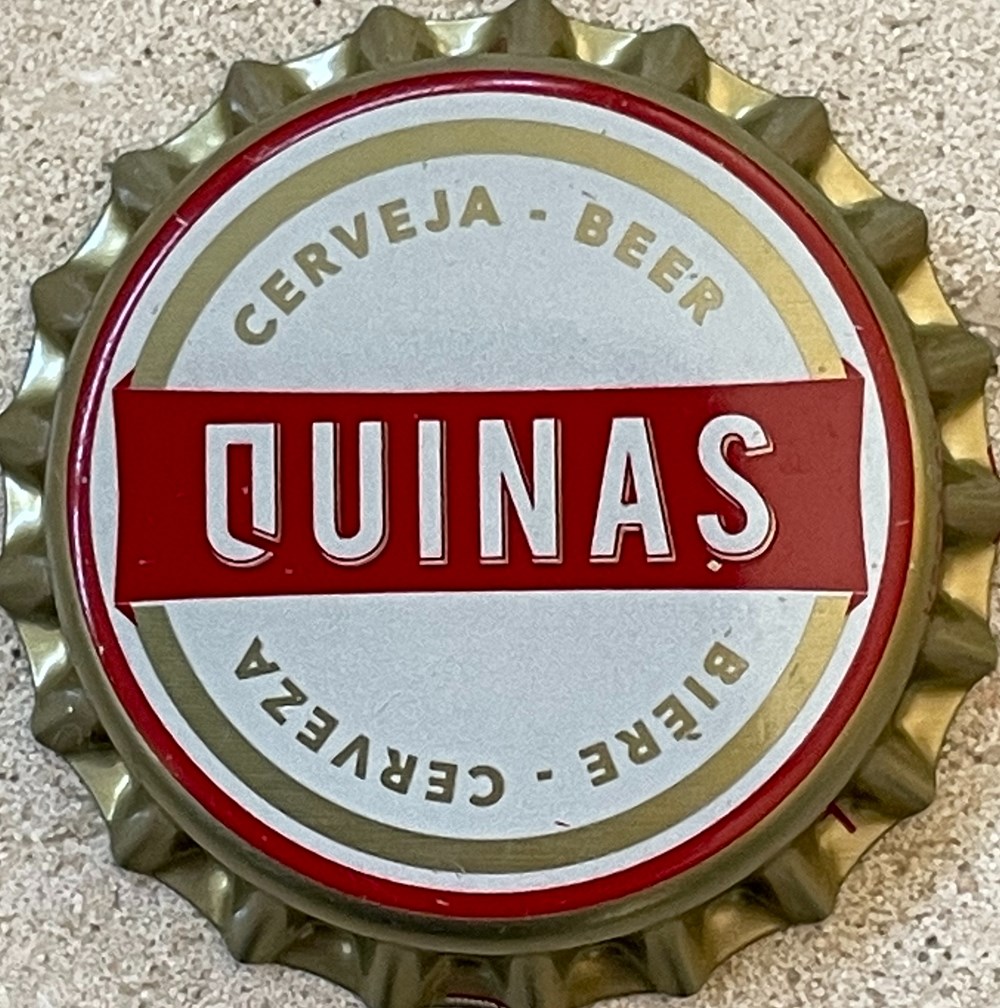 CERVEJA - BEER
QUINAS
BIÈRE - CERVEZA